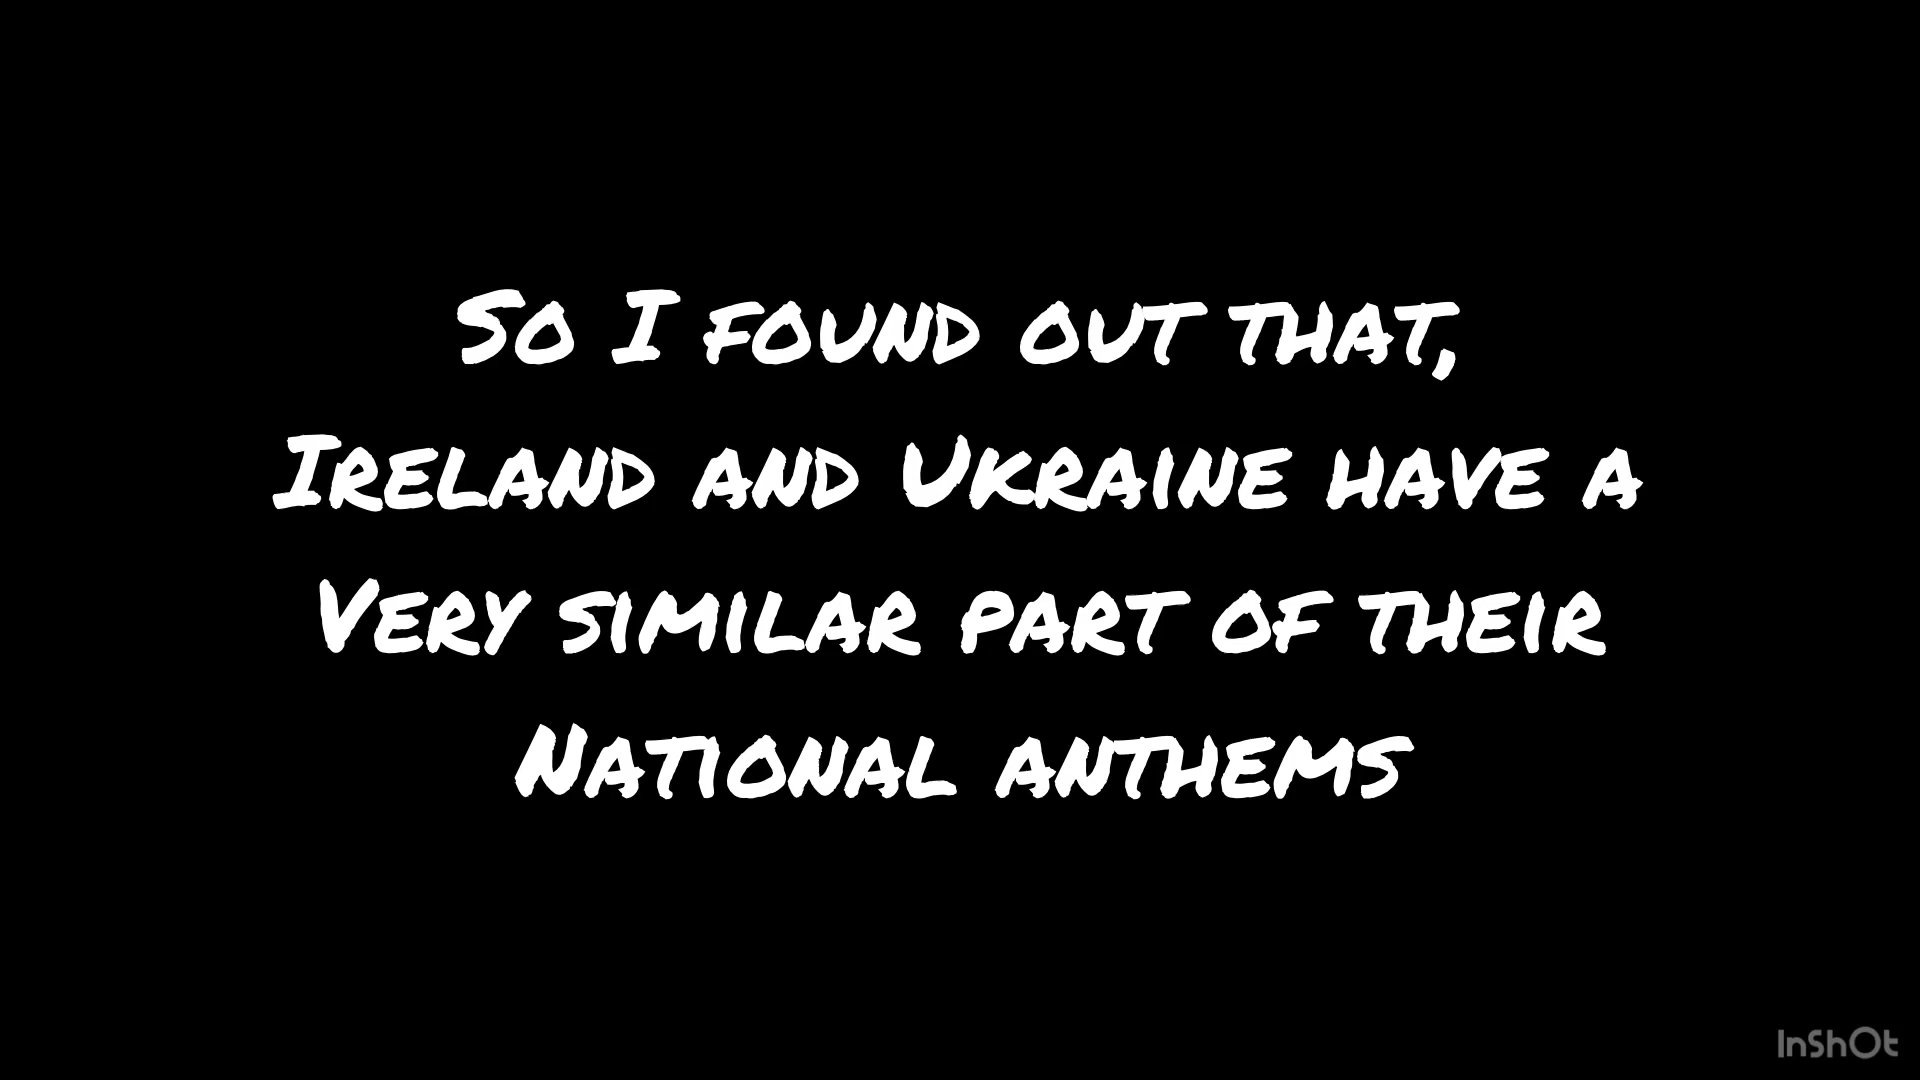 So I found out that,
Ireland and Ukraine have a
Very similar part of their
National anthems
InShOt